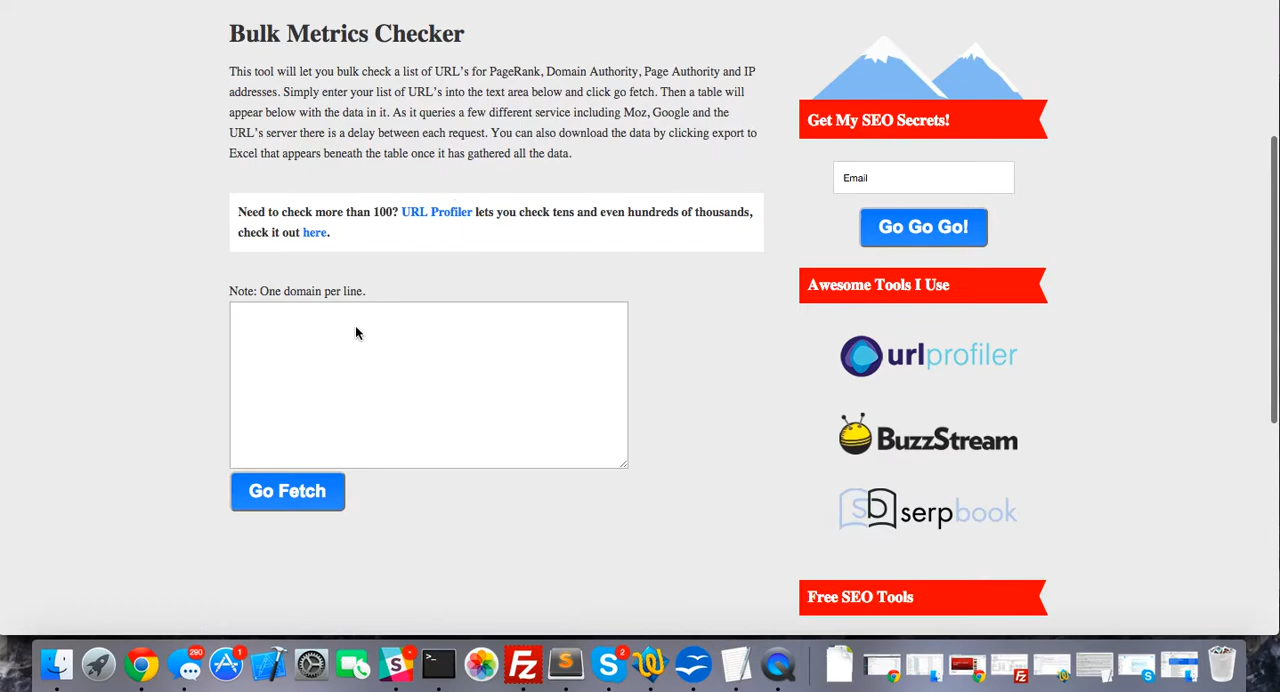 Bulk Metrics Checker
This tool will let you bulk check a list of URL's for PageRank, Domain Authority, Page Authority and IP
addresses. Simply enter your list of URL's into the text area below and click go fetch. Then a table will
appear below with the data in it. As it queries a few different service including Moz, Google and the
URL's server there is a delay between each request. You can also download the data by clicking export to
Excel that appears beneath the table once it has gathered all the data.
Need to check more than 100? URL Profiler lets you check tens and even hundreds of thousands,
check it out here.
Note: One domain per line.
Go Fetch
Get My SEO Secrets!
Email
Go Go Go!
Awesome Tools I Use
urlprofiler
BuzzStream
SD serpbook
Free SEO Tools
290
1
2